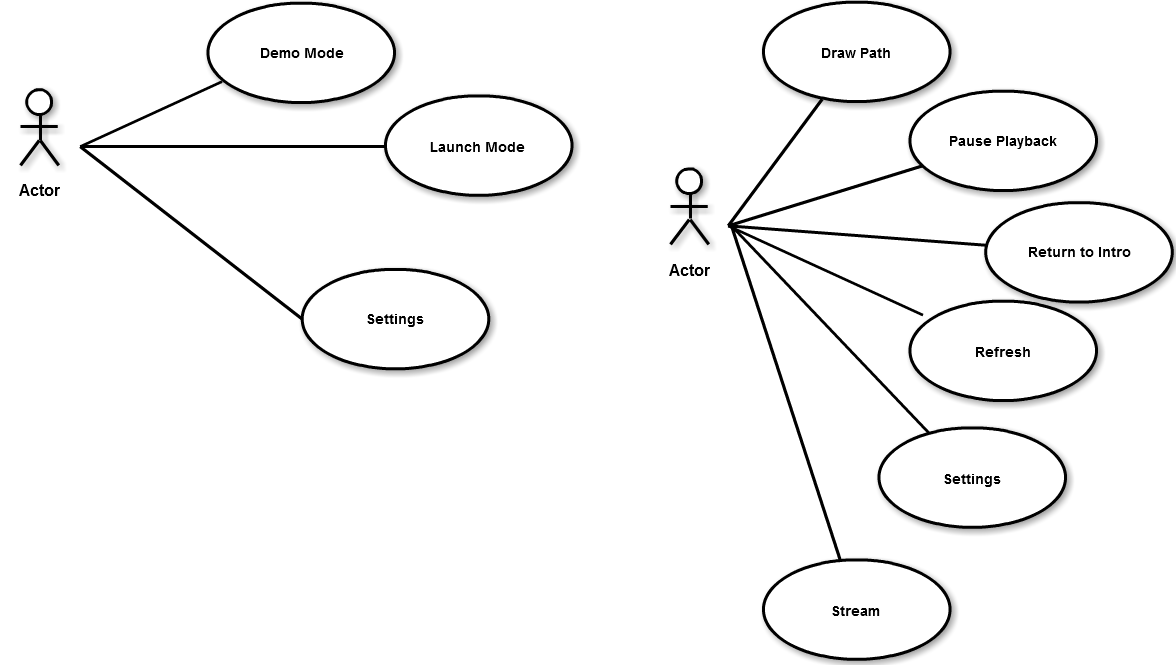 Demo Mode
Launch Mode
Actor
Settings
Draw Path
Pause Playback
Actor
Return to Intro
Refresh
Settings
Stream